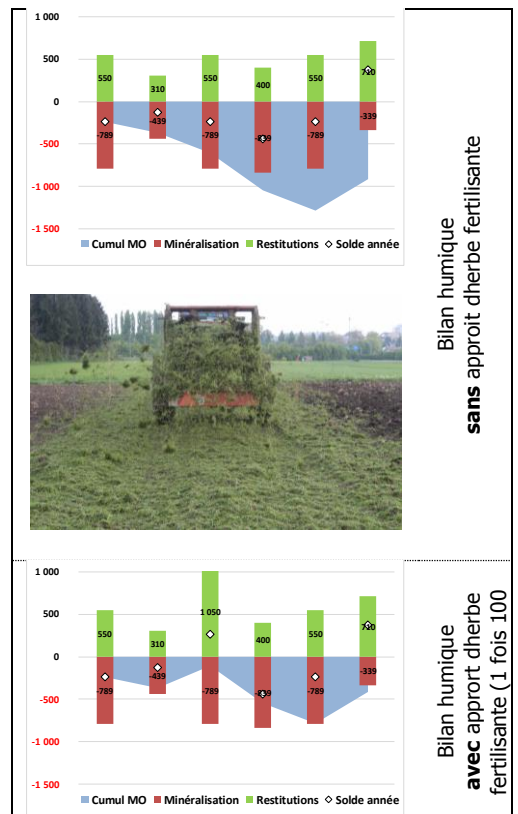 1 000
500
0
-500
-1 000
-1 500
550 310 550 400 550 710
-789 -439 -789 -839 -789 -339
Cumul MO Minéralisation Restitutions Solde année
Bilan humique
sans approit dherbe fertilisante
1 000
500
0
-500
-1 000
-1 500
550 310 1 050 400 550 710
-789 -439 -789 -839 -789 -339
Cumul MO Minéralisation Restitutions Solde année
Bilan humique
avec apprort dherbe
fertilisante (1 fois 100